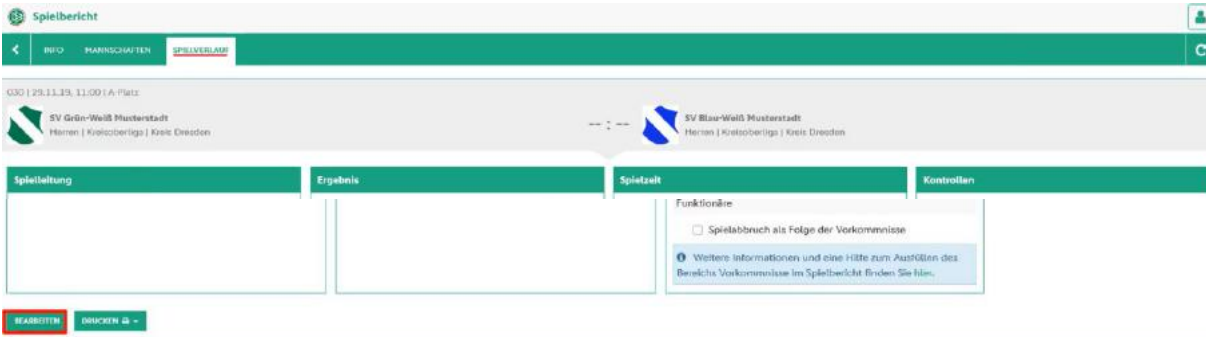 Spielbericht
INFO MANNSCHAFTEN SPIELVERLAUF
030 | 29.11.19, 11:00 | A-Platz
SV Grün-Weiß Musterstadt
Herren | Kreisoberliga | Kreis Dresden
-- : --
SV Blau-Weiß Musterstadt
Herren | Kreisoberliga | Kreis Dresden
Spielleitung Ergebnis Spielzeit Kontrollen
Funktionäre
Spielabbruch als Folge der Vorkommnisse
Weitere Informationen und eine Hilfe zum Ausfüllen des
Bereichs Vorkommnisse im Spielbericht finden Sie hier.
BEARBEITEN DRUCKEN